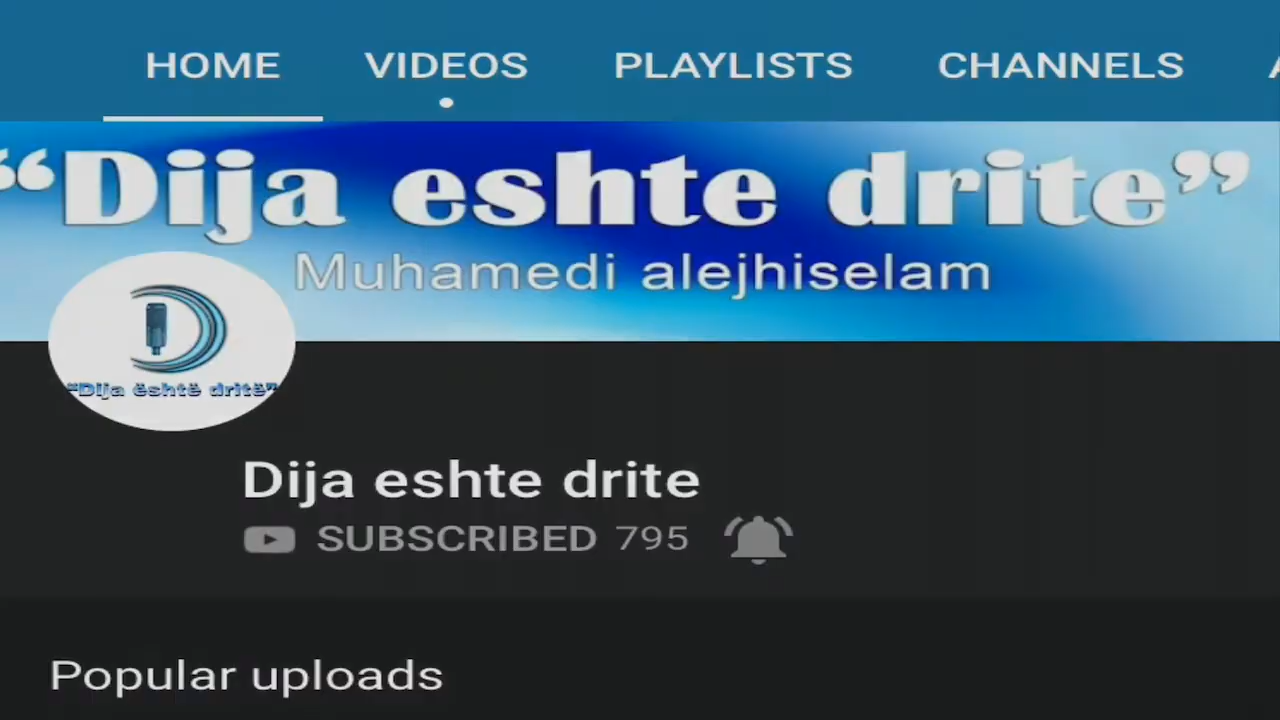 HOME VIDEOS PLAYLISTS CHANNELS
“Dija eshte drite”
Muhamedi alejhiselam
“Dija është dritë”
Dija eshte drite
SUBSCRIBED 795
Popular uploads